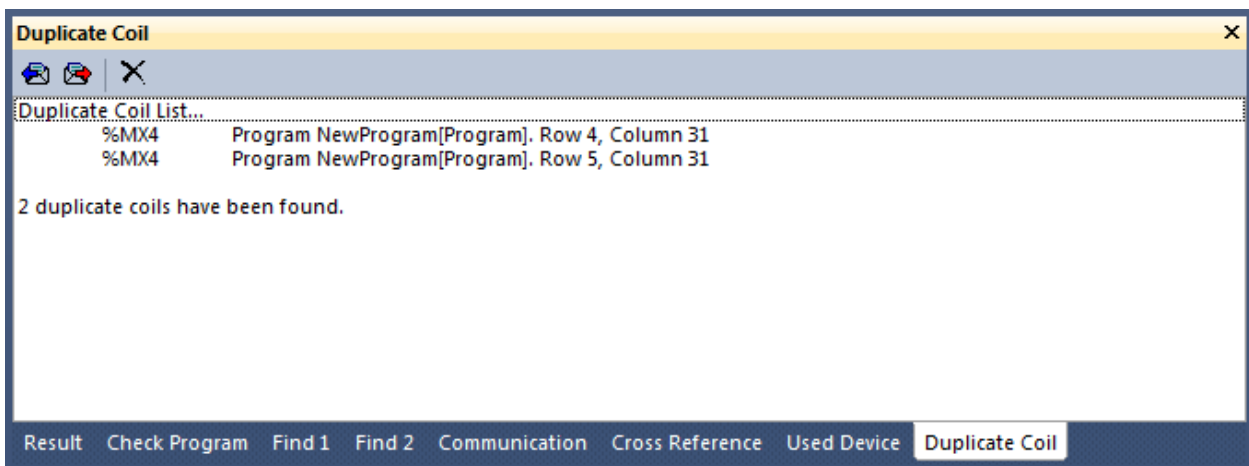 Duplicate Coil
Duplicate Coil List...
%MX4 Program NewProgram[Program]. Row 4, Column 31
%MX4 Program NewProgram[Program]. Row 5, Column 31
2 duplicate coils have been found.
Result Check Program Find 1 Find 2 Communication Cross Reference Used Device Duplicate Coil